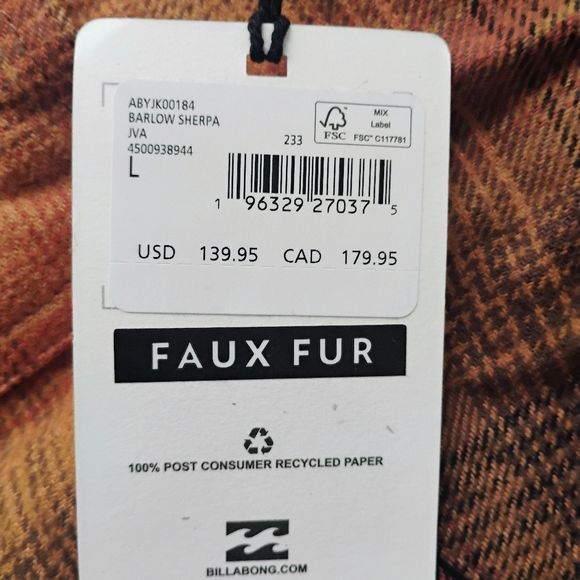 ABYJK00184
BARLOW SHERPA
JVA
4500938944
L
233
FSC
MIX
Label
FSC™ C117781
1 96329 27037 5
USD 139.95 CAD 179.95
FAUX FUR
100% POST CONSUMER RECYCLED PAPER
BILLABONG.COM